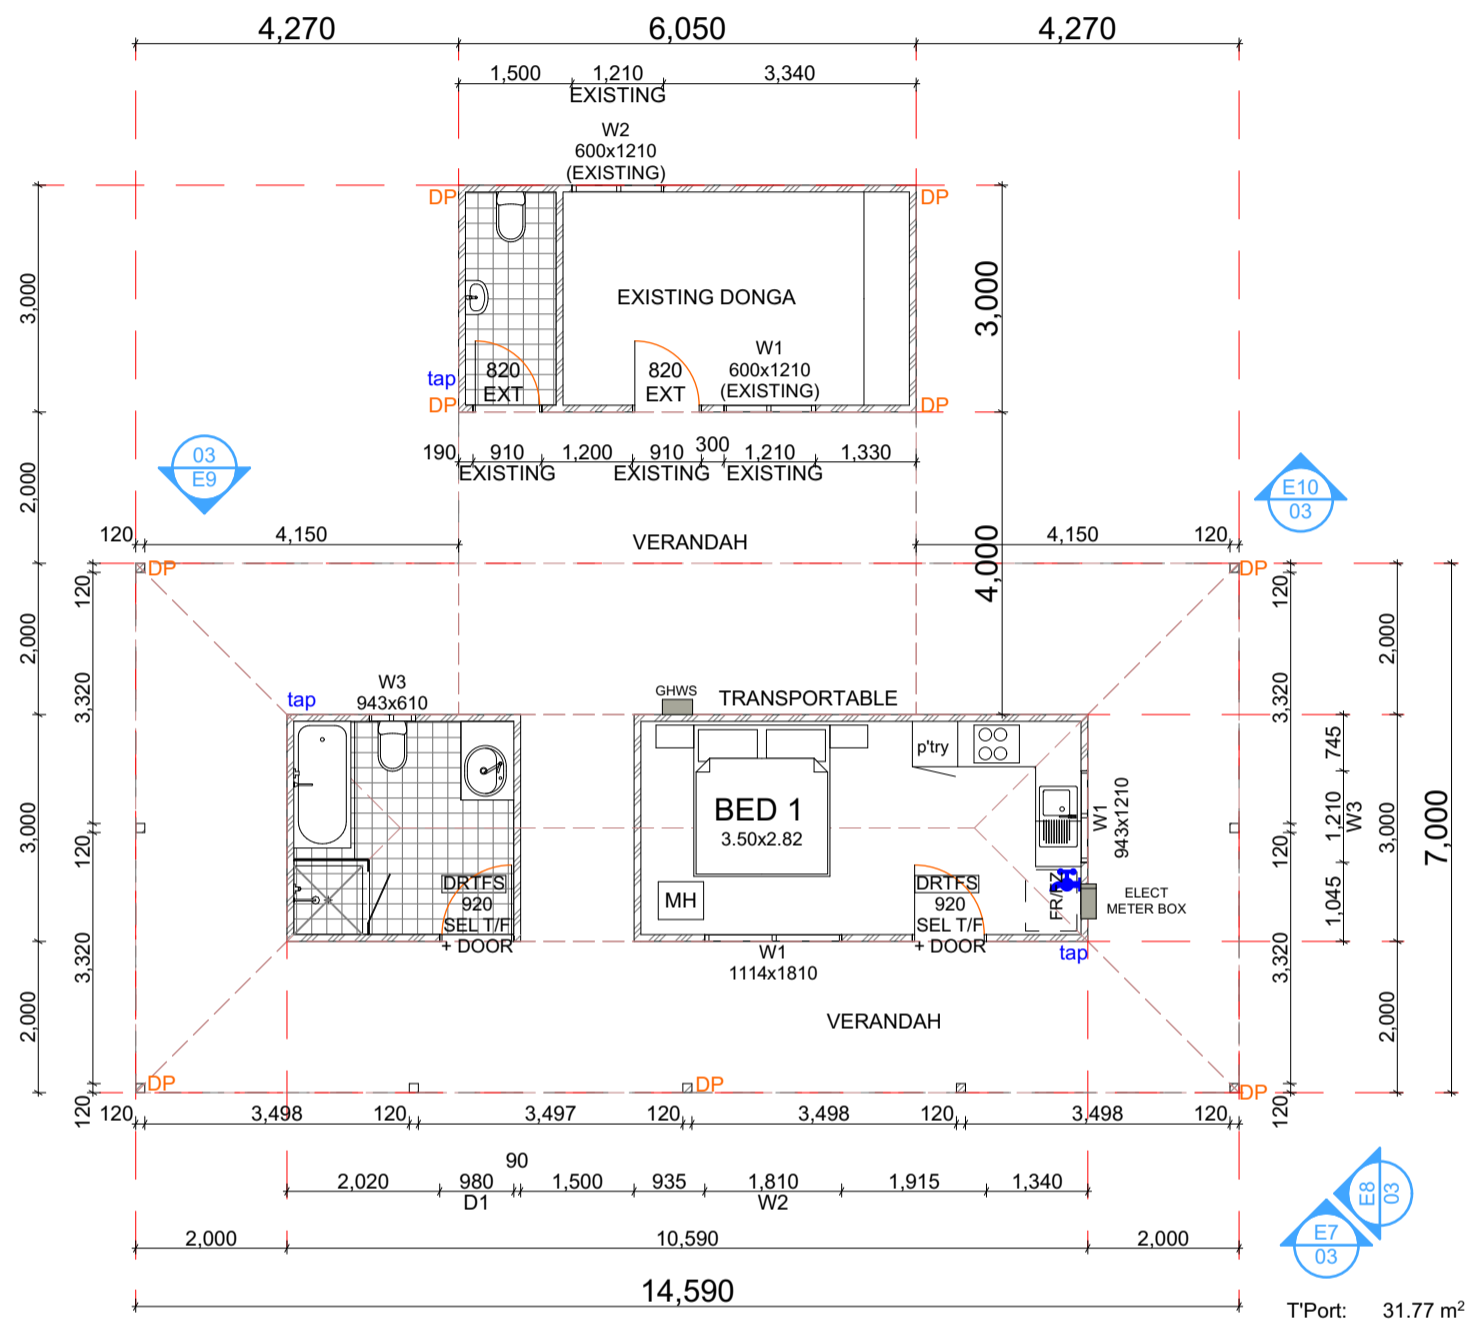 4,270
6,050
4,270
1,500
1,210
3,340
EXISTING
W2
600x1210
(EXISTING)
DP
DP
3,000
EXISTING DONGA
3,000
W1
600x1210
(EXISTING)
820
EXT
820
EXT
tap
DP
DP
190
910
1,200
910
300
1,210
1,330
EXISTING
EXISTING
EXISTING
03
E9
E10
03
2,000
120
4,150
VERANDAH
4,150
120
4,000
DP
DP
120
120
2,000
2,000
3,320
3,320
tap
W3
943x610
GHWS
TRANSPORTABLE
p'try
745
BED 1
3.50x2.82
W1
943x1210
1,210
W3
3,000
120
120
3,000
7,000
DRTFS
920
SEL T/F
+ DOOR
MH
DRTFS
920
SEL T/F
+ DOOR
FR/FZ
ELECT
METER BOX
1,045
W1
1114x1810
tap
3,320
3,320
2,000
2,000
VERANDAH
DP
DP
DP
120
120
120
3,498
120
3,497
120
3,498
120
3,498
120
90
2,020
980
1,500
935
1,810
1,915
1,340
D1
W2
E8
03
E7
03
2,000
10,590
2,000
14,590
T'Port: 31.77 m²